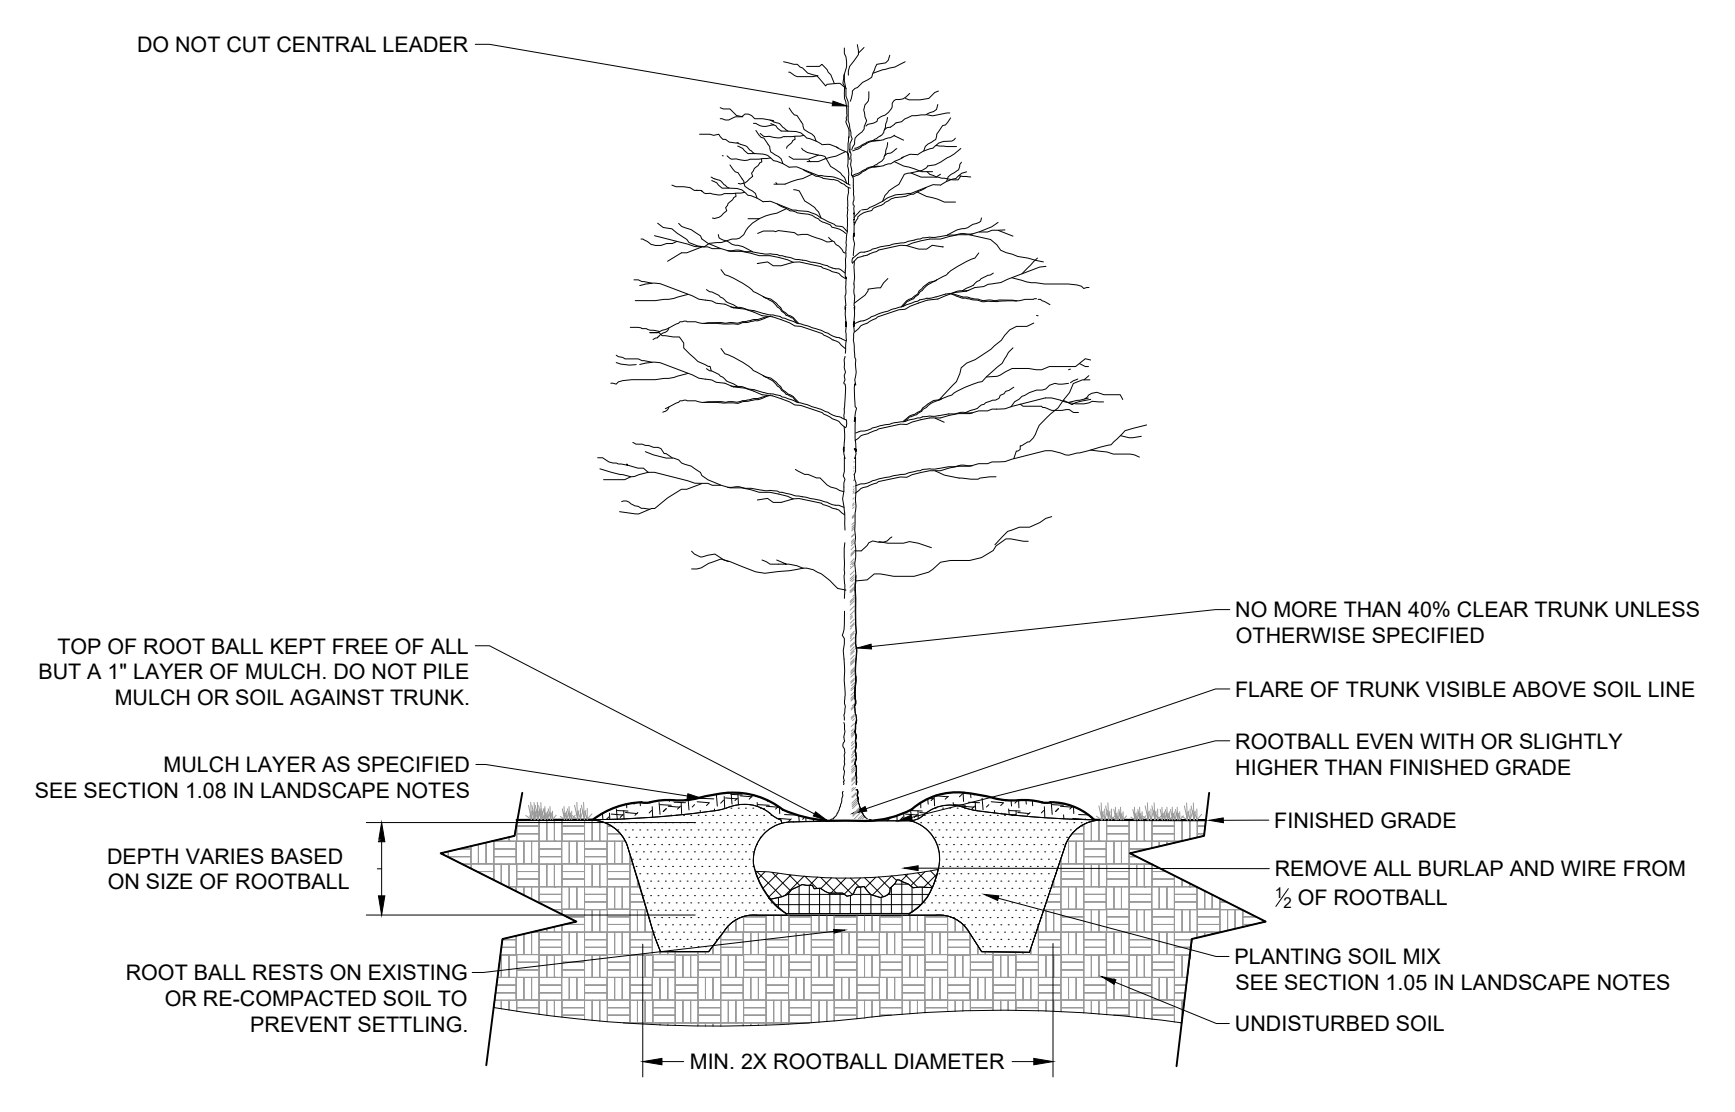 DO NOT CUT CENTRAL LEADER
TOP OF ROOT BALL KEPT FREE OF ALL
BUT A 1" LAYER OF MULCH. DO NOT PILE
MULCH OR SOIL AGAINST TRUNK.
MULCH LAYER AS SPECIFIED
SEE SECTION 1.08 IN LANDSCAPE NOTES
DEPTH VARIES BASED
ON SIZE OF ROOTBALL
ROOT BALL RESTS ON EXISTING
OR RE-COMPACTED SOIL TO
PREVENT SETTLING.
MIN. 2X ROOTBALL DIAMETER
NO MORE THAN 40% CLEAR TRUNK UNLESS
OTHERWISE SPECIFIED
FLARE OF TRUNK VISIBLE ABOVE SOIL LINE
ROOTBALL EVEN WITH OR SLIGHTLY
HIGHER THAN FINISHED GRADE
FINISHED GRADE
REMOVE ALL BURLAP AND WIRE FROM
½ OF ROOTBALL
PLANTING SOIL MIX
SEE SECTION 1.05 IN LANDSCAPE NOTES
UNDISTURBED SOIL